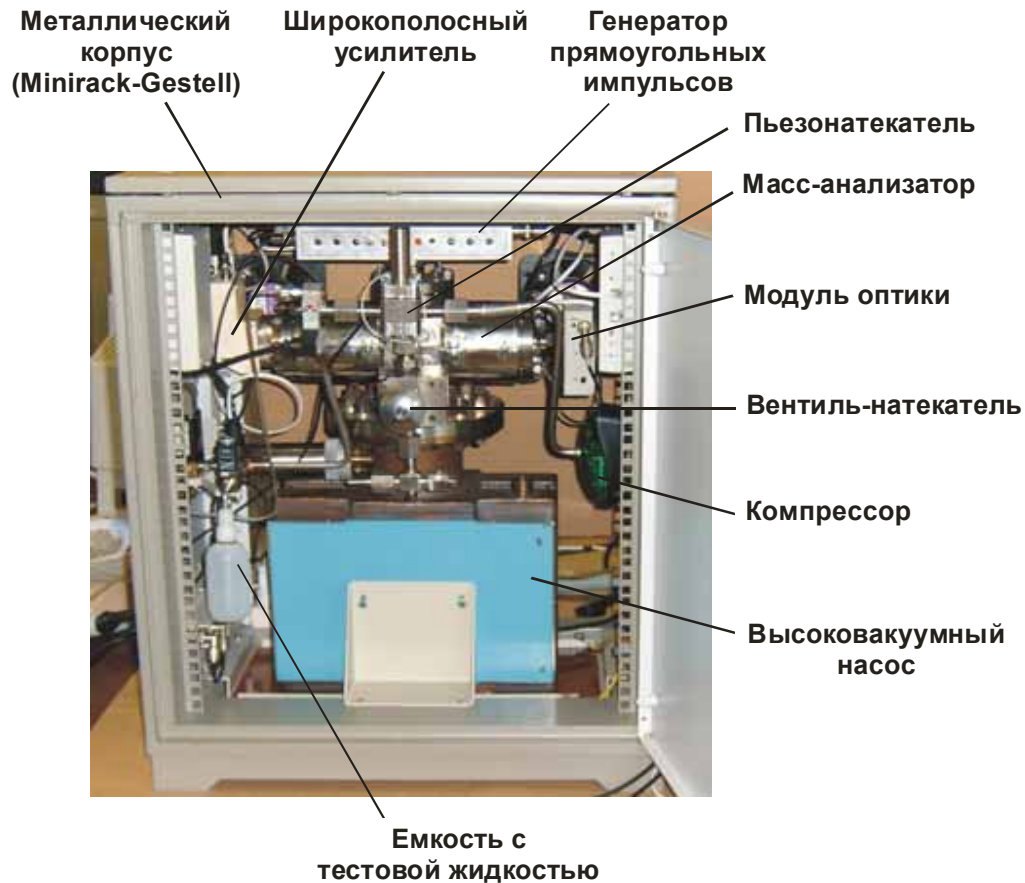 Металлический
корпус
(Minirack-Gestell)
Широкополосный
усилитель
Генератор
прямоугольных
импульсов
Пьезонатекатель
Масс-анализатор
Модуль оптики
Вентиль-натекатель
Компрессор
Высоковакуумный
насос
Емкость с
тестовой жидкостью